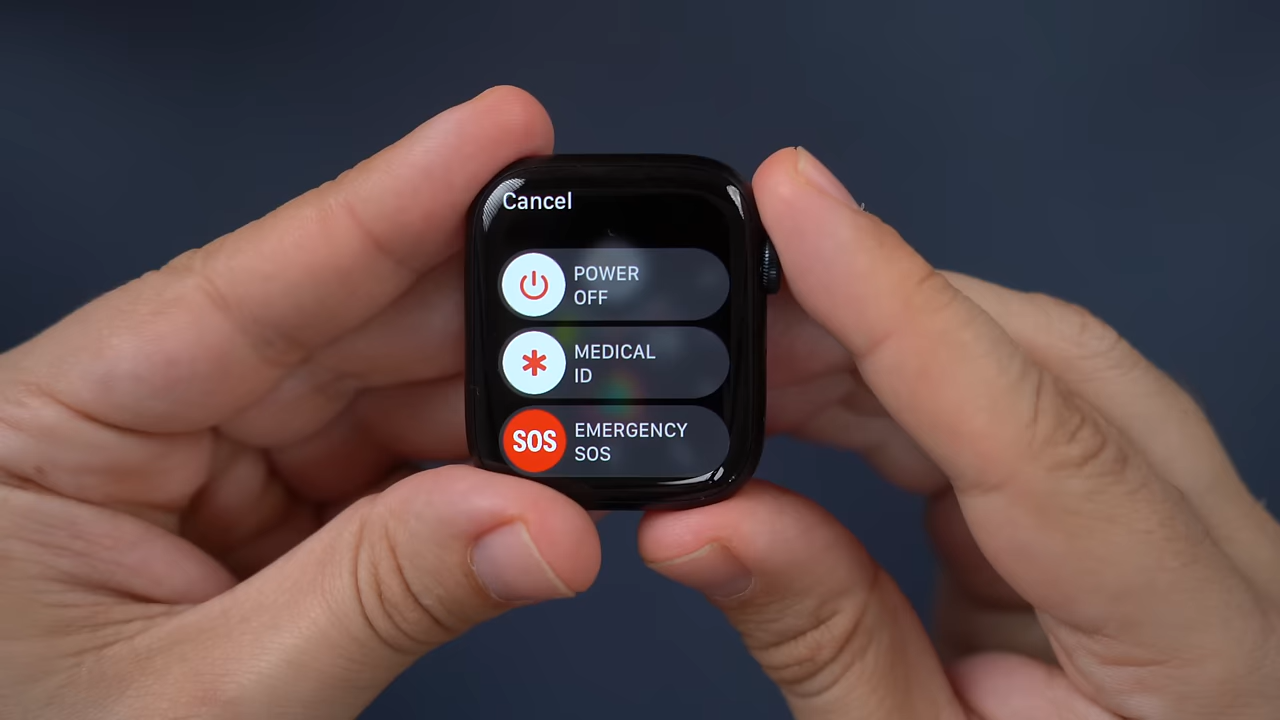 Cancel
POWER
OFF
MEDICAL
ID
SOS
EMERGENCY
SOS